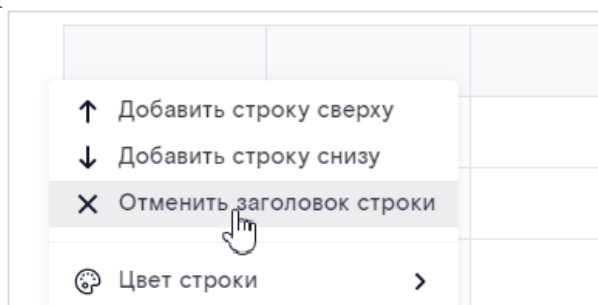 Добавить строку сверху
Добавить строку снизу
Отменить заголовок строки
Цвет строки